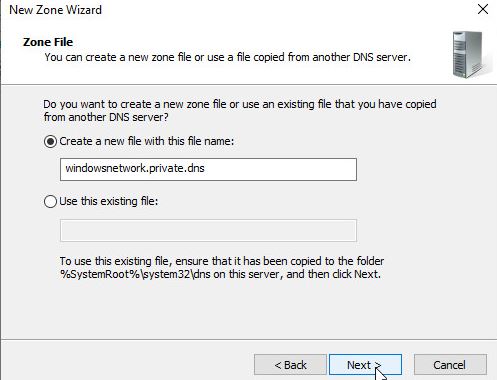 New Zone Wizard
Zone File
You can create a new zone file or use a file copied from another DNS server.
Do you want to create a new zone file or use an existing file that you have copied
from another DNS server?
Create a new file with this file name:
windowsnetwork.private.dns
Use this existing file:
To use this existing file, ensure that it has been copied to the folder
%SystemRoot%\system32\dns on this server, and then click Next.
< Back
Next >
Cancel